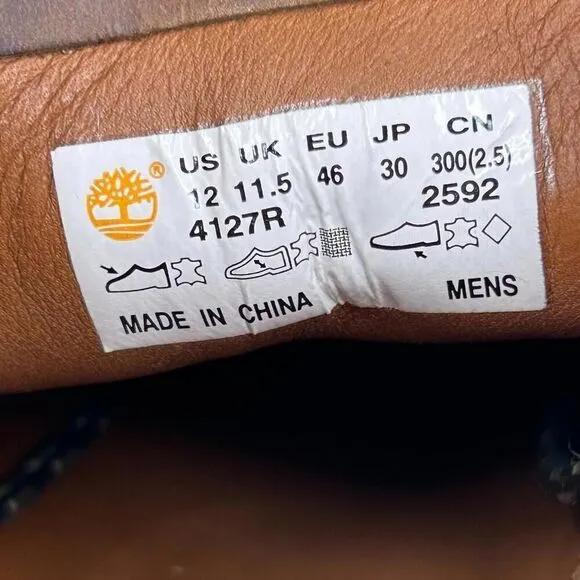 ®
US UK EU JP CN
12 11.5 46 30 300(2.5)
4127R 2592
MADE IN CHINA MENS